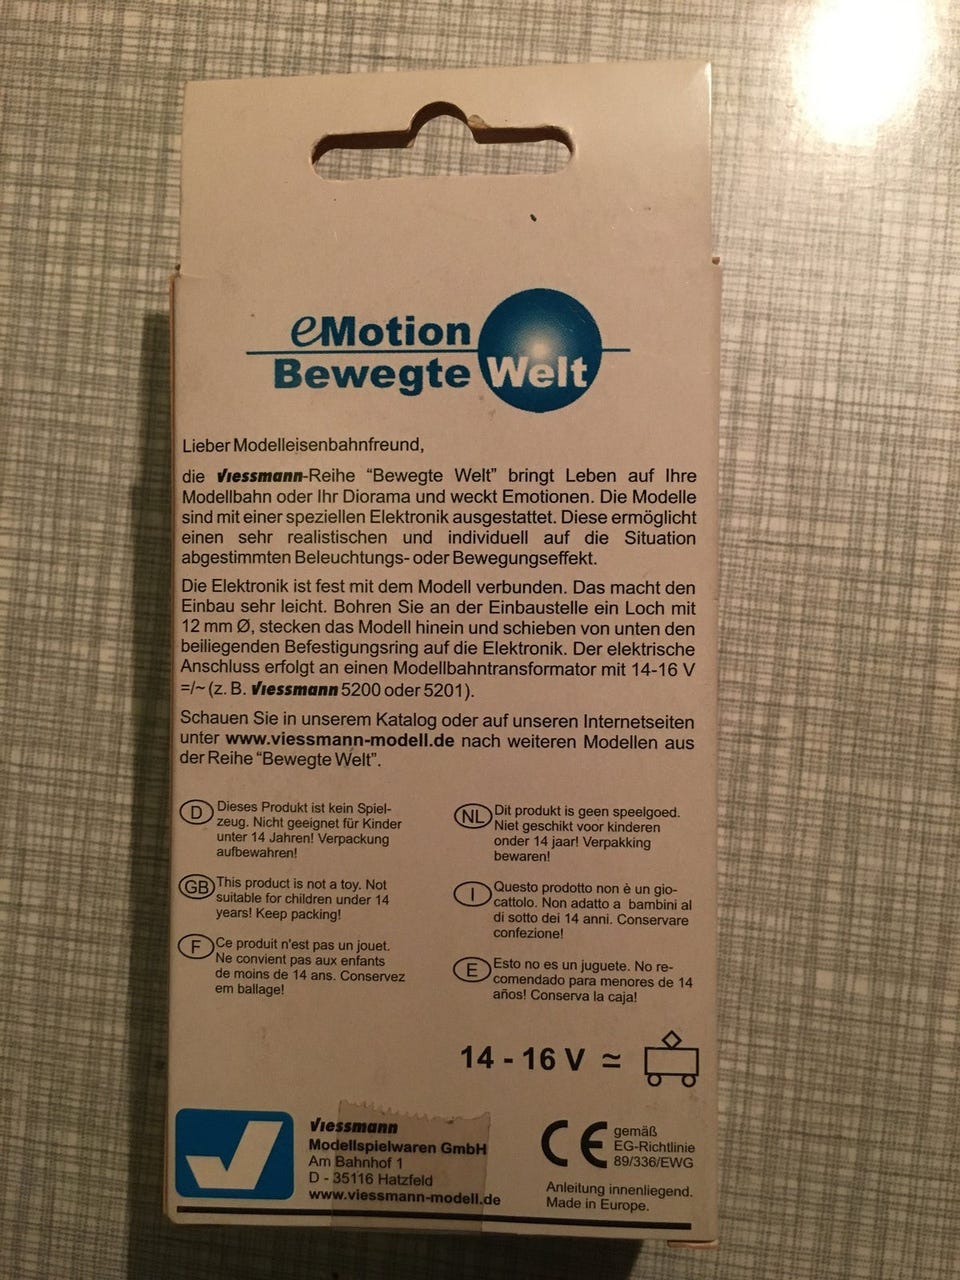 eMotion
Bewegte Welt
Lieber Modelleisenbahnfreund,
die Viessmann-Reihe “Bewegte Welt” bringt Leben auf Ihre
Modellbahn oder Ihr Diorama und weckt Emotionen. Die Modelle
sind mit einer speziellen Elektronik ausgestattet. Diese ermöglicht
einen sehr realistischen und individuell auf die Situation
abgestimmten Beleuchtungs- oder Bewegungseffekt.
Die Elektronik ist fest mit dem Modell verbunden. Das macht den
Einbau sehr leicht. Bohren Sie an der Einbaustelle ein Loch mit
12 mm Ø, stecken das Modell hinein und schieben von unten den
beiliegenden Befestigungsring auf die Elektronik. Der elektrische
Anschluss erfolgt an einen Modellbahntransformator mit 14-16 V
=/~ (z. B. Viessmann 5200 oder 5201).
Schauen Sie in unserem Katalog oder auf unseren Internetseiten
unter www.viessmann-modell.de nach weiteren Modellen aus
der Reihe “Bewegte Welt”.
D Dieses Produkt ist kein Spiel-
zeug. Nicht geeignet für Kinder
unter 14 Jahren! Verpackung
aufbewahren!
GB This product is not a toy. Not
suitable for children under 14
years! Keep packing!
F Ce produit n'est pas un jouet.
Ne convient pas aux enfants
de moins de 14 ans. Conservez
em ballage!
NL Dit produkt is geen speelgoed.
Niet geschikt voor kinderen
onder 14 jaar! Verpakking
bewaren!
I Questo prodotto non è un gio-
cattolo. Non adatto a bambini al
di sotto dei 14 anni. Conservare
confezione!
E Esto no es un juguete. No re-
comendado para menores de 14
años! Conserva la caja!
14 - 16 V ≃
Viessmann
Modellspielwaren GmbH
Am Bahnhof 1
D - 35116 Hatzfeld
www.viessmann-modell.de
CE gemäß
EG-Richtlinie
89/336/EWG
Anleitung innenliegend.
Made in Europe.